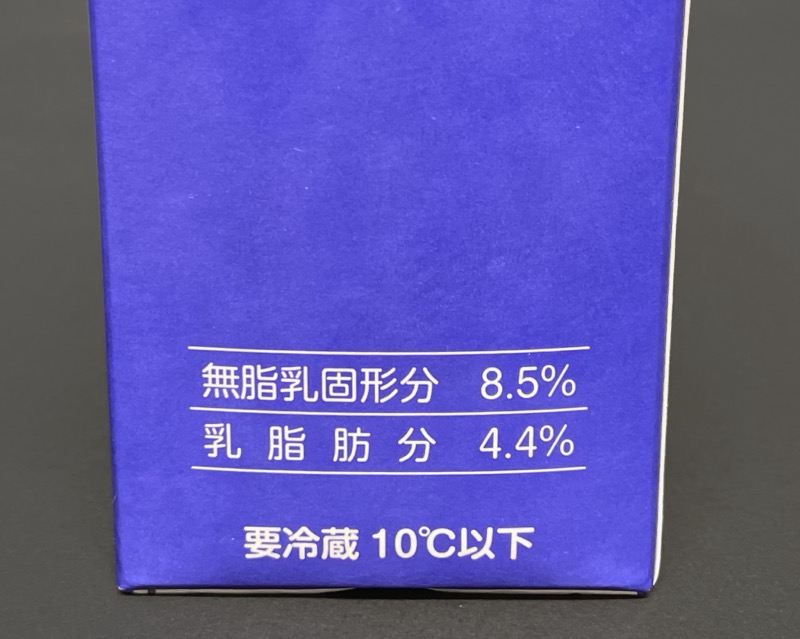 無脂乳固形分 8.5%
乳脂肪分 4.4%
要冷蔵 10℃以下